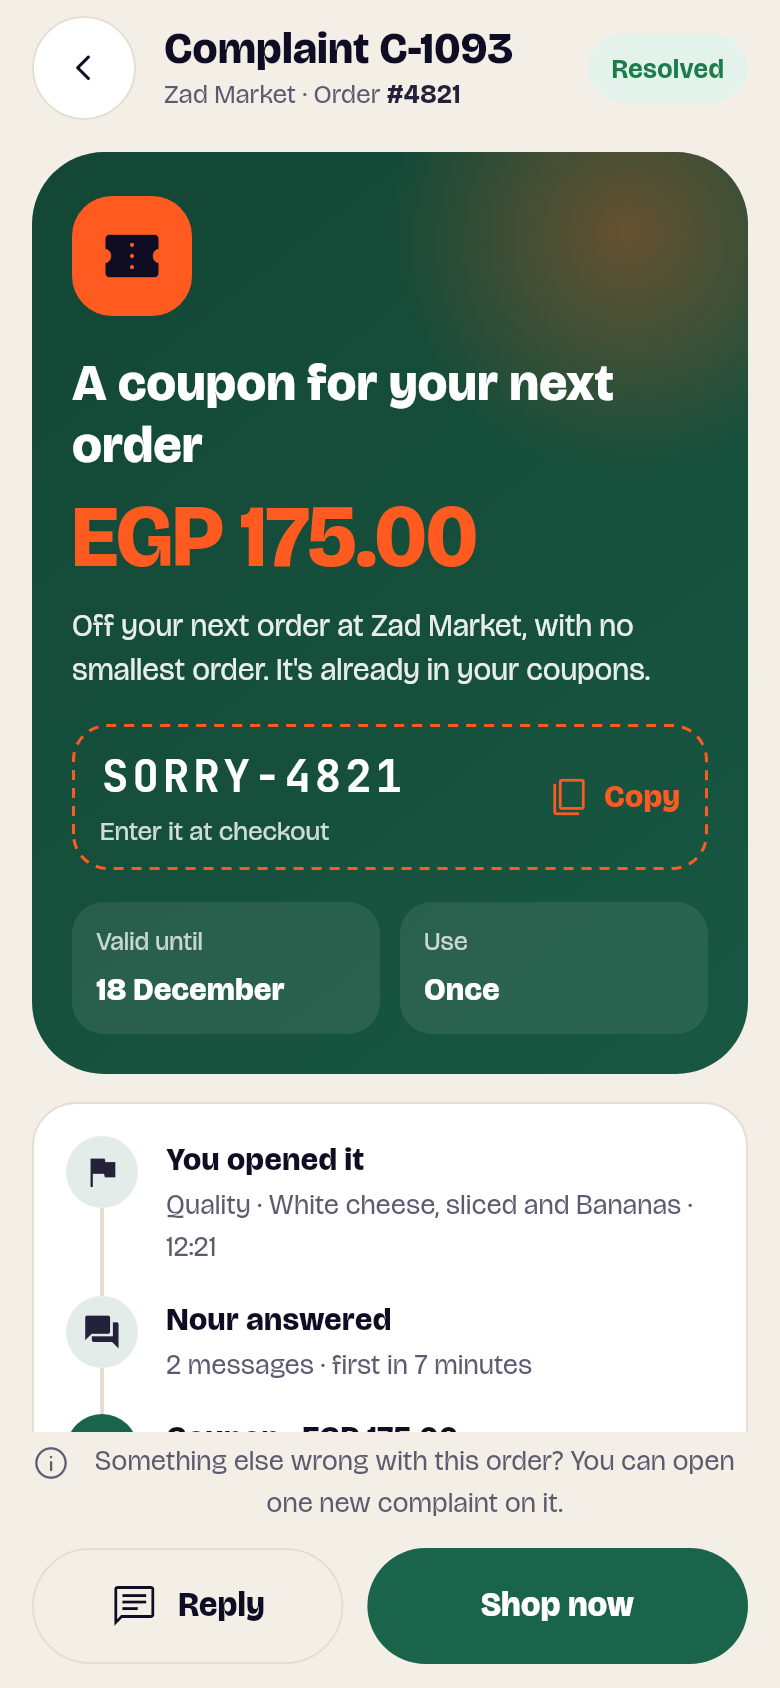 Complaint C-1093
Zad Market · Order #4821
Resolved
A coupon for your next
order
EGP 175.00
Off your next order at Zad Market, with no
smallest order. It's already in your coupons.
SORRY-4821
Enter it at checkout
Copy
Valid until
18 December
Use
Once
You opened it
Quality · White cheese, sliced and Bananas ·
12:21
Nour answered
2 messages · first in 7 minutes
Coupon · EGP 175.00
Something else wrong with this order? You can open
one new complaint on it.
Reply
Shop now